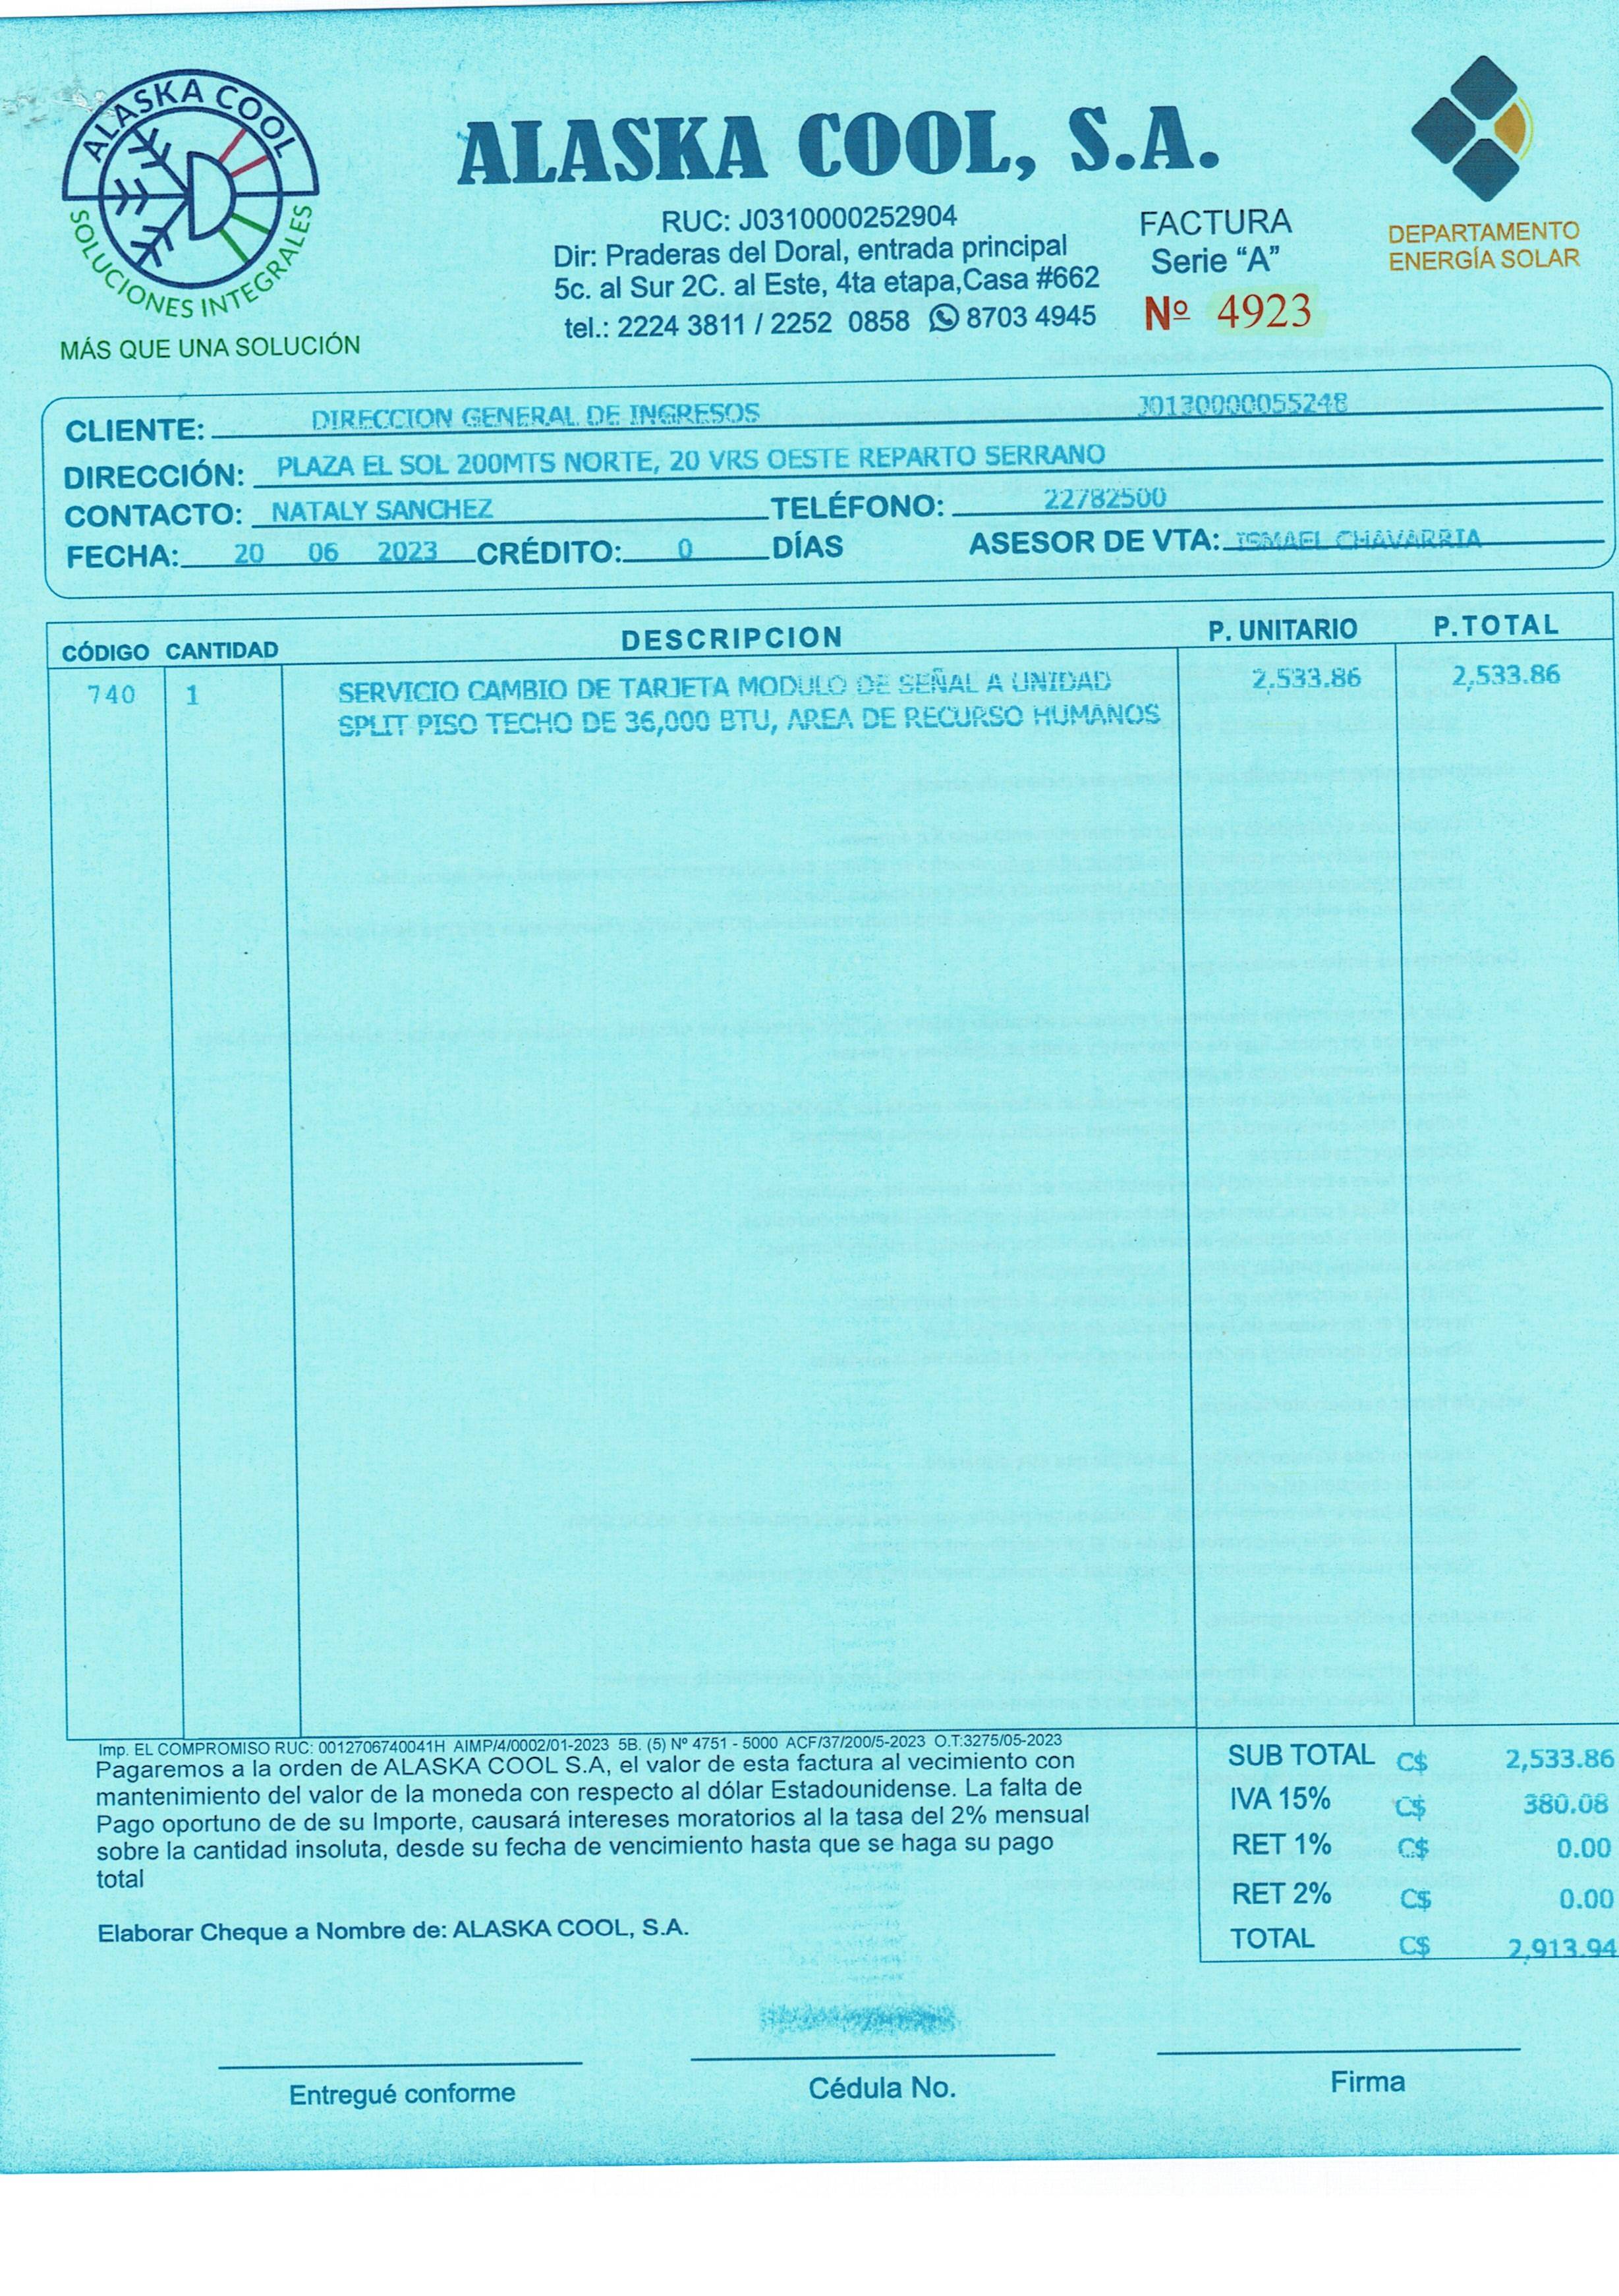 ALASKA COOL
SOLUCIONES INTEGRALES
MÁS QUE UNA SOLUCIÓN
ALASKA COOL, S.A.
RUC: J0310000252904
Dir: Praderas del Doral, entrada principal
5c. al Sur 2C. al Este, 4ta etapa,Casa #662
tel.: 2224 3811 / 2252 0858 8703 4945
FACTURA
Serie “A”
Nº 4923
DEPARTAMENTO
ENERGÍA SOLAR
CLIENTE: DIRECCION GENERAL DE INGRESOS J0130000055248
DIRECCIÓN: PLAZA EL SOL 200MTS NORTE, 20 VRS OESTE REPARTO SERRANO
CONTACTO: NATALY SANCHEZ TELÉFONO: 22782500
FECHA: 20 06 2023 CRÉDITO: 0 DÍAS ASESOR DE VTA: ISMAEL CHAVARRIA
CÓDIGO CANTIDAD DESCRIPCION P. UNITARIO P.TOTAL
740 1 SERVICIO CAMBIO DE TARJETA MODULO DE SEÑAL A UNIDAD 2,533.86 2,533.86
SPLIT PISO TECHO DE 36,000 BTU, AREA DE RECURSO HUMANOS
Imp. EL COMPROMISO RUC: 0012706740041H AIMP/4/0002/01-2023 5B. (5) Nº 4751 - 5000 ACF/37/200/5-2023 O.T:3275/05-2023
Pagaremos a la orden de ALASKA COOL S.A, el valor de esta factura al vecimiento con
mantenimiento del valor de la moneda con respecto al dólar Estadounidense. La falta de
Pago oportuno de de su Importe, causará intereses moratorios al la tasa del 2% mensual
sobre la cantidad insoluta, desde su fecha de vencimiento hasta que se haga su pago
total
Elaborar Cheque a Nombre de: ALASKA COOL, S.A.
SUB TOTAL C$ 2,533.86
IVA 15% C$ 380.08
RET 1% C$ 0.00
RET 2% C$ 0.00
TOTAL C$ 2,913.94
Entregué conforme
Cédula No.
Firma